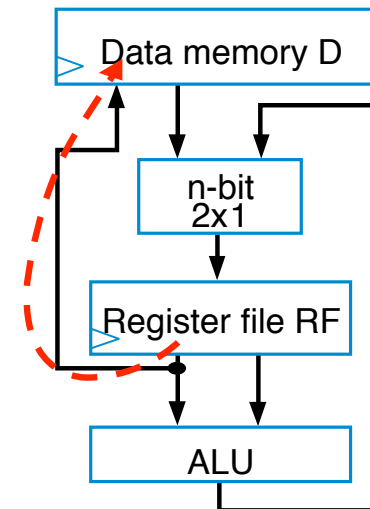 Data memory D
n-bit
2x1
Register file RF
ALU